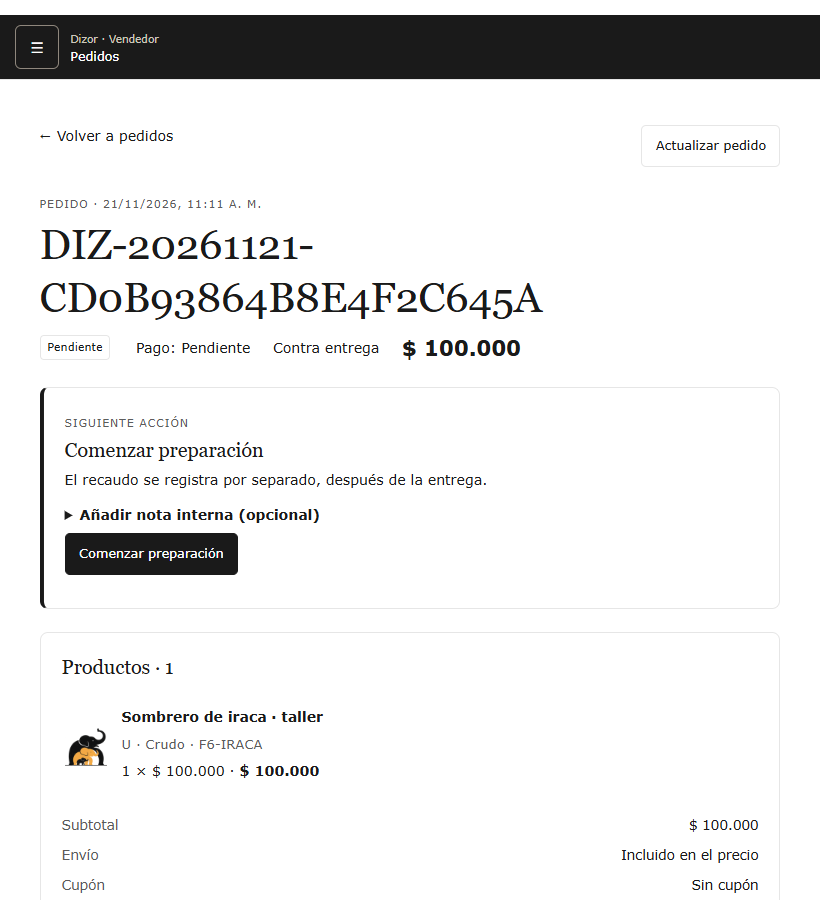 ☰
Dizor · Vendedor
Pedidos
← Volver a pedidos
Actualizar pedido
PEDIDO · 21/11/2026, 11:11 A. M.
DIZ-20261121-
CD0B93864B8E4F2C645A
Pendiente Pago: Pendiente Contra entrega $ 100.000
SIGUIENTE ACCIÓN
Comenzar preparación
El recaudo se registra por separado, después de la entrega.
▶ Añadir nota interna (opcional)
Comenzar preparación
Productos · 1
Sombrero de iraca · taller
U · Crudo · F6-IRACA
1 × $ 100.000 · $ 100.000
Subtotal $ 100.000
Envío Incluido en el precio
Cupón Sin cupón